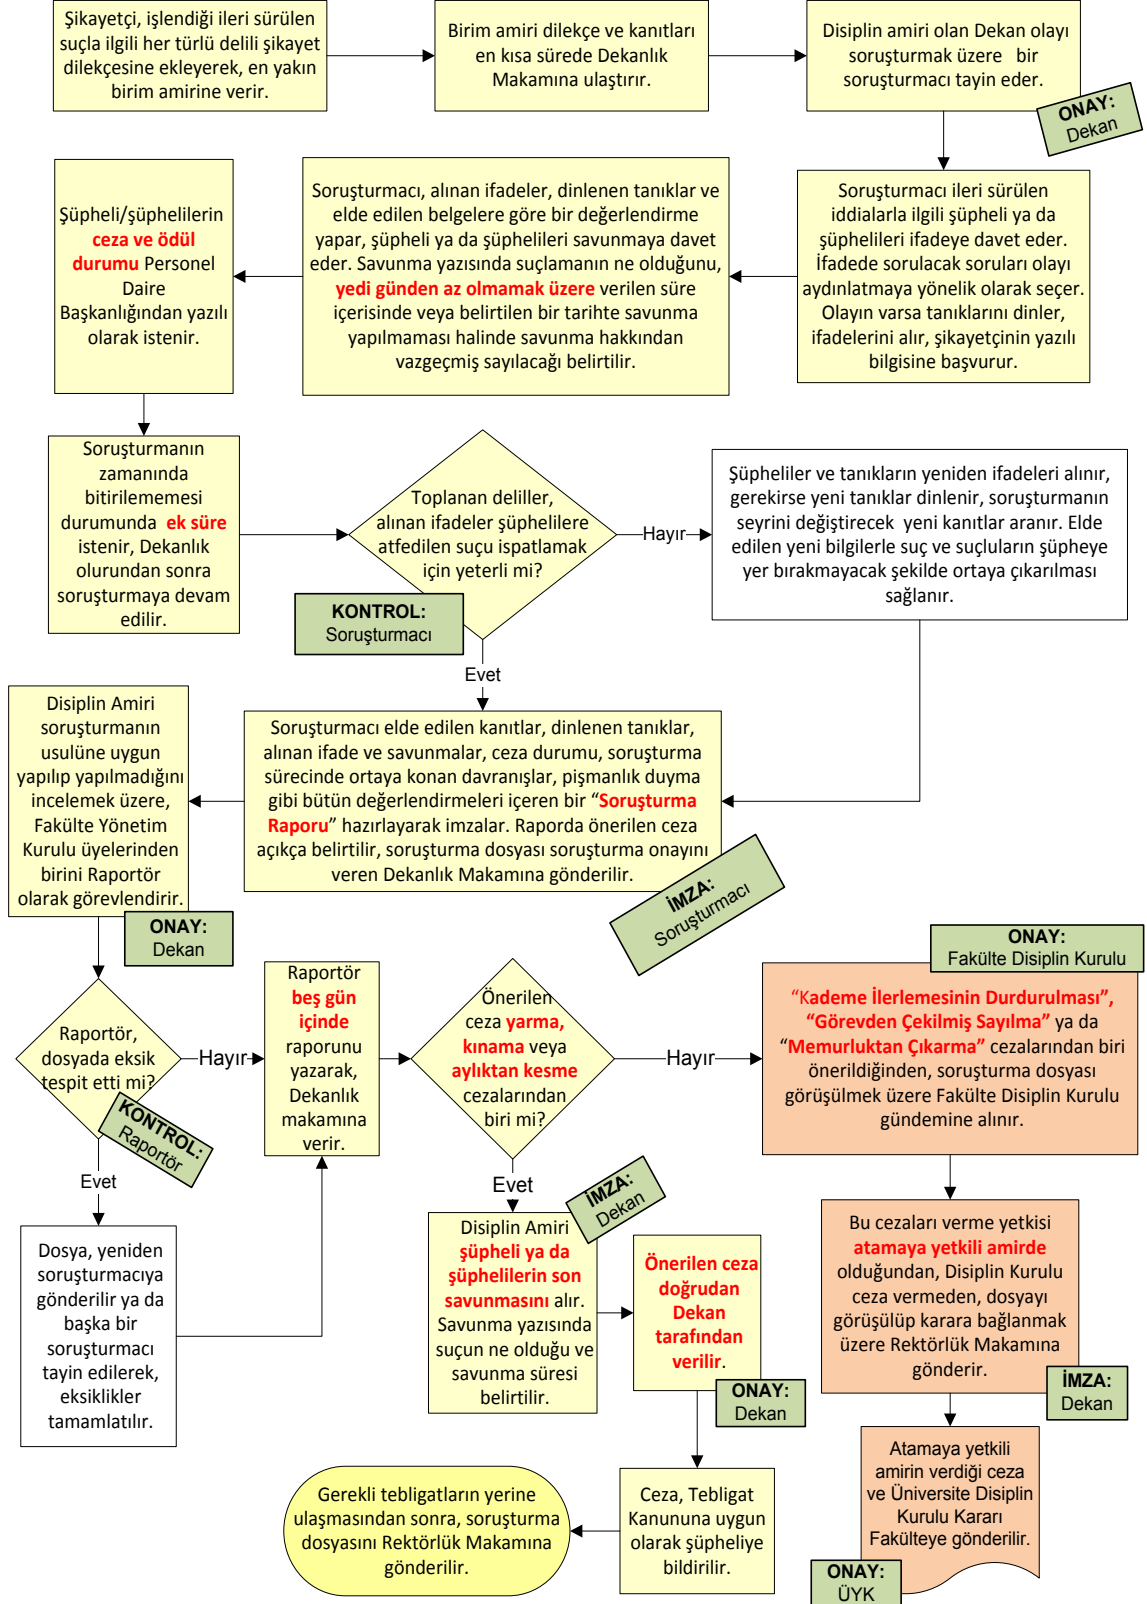 Şikayetçi, işlendiği ileri sürülen
suçla ilgili her türlü delili şikayet
dilekçesine ekleyerek, en yakın
birim amirine verir.
Birim amiri dilekçe ve kanıtları
en kısa sürede Dekanlık
Makamına ulaştırır.
Disiplin amiri olan Dekan olayı
soruşturmak üzere bir
soruşturmacı tayin eder.
ONAY:
Dekan
Soruşturmacı ileri sürülen
iddialarla ilgili şüpheli ya da
şüphelileri ifadeye davet eder.
İfadede sorulacak soruları olayı
aydınlatmaya yönelik olarak seçer.
Olayın varsa tanıklarını dinler,
ifadelerini alır, şikayetçinin yazılı
bilgisine başvurur.
Soruşturmacı, alınan ifadeler, dinlenen tanıklar ve
elde edilen belgelere göre bir değerlendirme
yapar, şüpheli ya da şüphelileri savunmaya davet
eder. Savunma yazısında suçlamanın ne olduğunu,
yedi günden az olmamak üzere verilen süre
içerisinde veya belirtilen bir tarihte savunma
yapılmaması halinde savunma hakkından
vazgeçmiş sayılacağı belirtilir.
Şüpheli/şüphelilerin
ceza ve ödül
durumu Personel
Daire
Başkanlığından yazılı
olarak istenir.
Soruşturmanın
zamanında
bitirilememesi
durumunda ek süre
istenir, Dekanlık
olurundan sonra
soruşturmaya devam
edilir.
Toplanan deliller,
alınan ifadeler şüphelilere
atfedilen suçu ispatlamak
için yeterli mi?
KONTROL:
Soruşturmacı
Hayır
Şüpheliler ve tanıkların yeniden ifadeleri alınır,
gerekirse yeni tanıklar dinlenir, soruşturmanın
seyrini değiştirecek yeni kanıtlar aranır. Elde
edilen yeni bilgilerle suç ve suçluların şüpheye
yer bırakmayacak şekilde ortaya çıkarılması
sağlanır.
Evet
Soruşturmacı elde edilen kanıtlar, dinlenen tanıklar,
alınan ifade ve savunmalar, ceza durumu, soruşturma
sürecinde ortaya konan davranışlar, pişmanlık duyma
gibi bütün değerlendirmeleri içeren bir “Soruşturma
Raporu” hazırlayarak imzalar. Raporda önerilen ceza
açıkça belirtilir, soruşturma dosyası soruşturma onayını
veren Dekanlık Makamına gönderilir.
İMZA:
Soruşturmacı
Disiplin Amiri
soruşturmanın
usulüne uygun
yapılıp yapılmadığını
incelemek üzere,
Fakülte Yönetim
Kurulu üyelerinden
birini Raportör
olarak görevlendirir.
ONAY:
Dekan
Raportör,
dosyada eksik
tespit etti mi?
KONTROL:
Raportör
Hayır
Evet
Dosya, yeniden
soruşturmacıya
gönderilir ya da
başka bir
soruşturmacı
tayin edilerek,
eksiklikler
tamamlatılır.
Raportör
beş gün
içinde
raporunu
yazarak,
Dekanlık
makamına
verir.
Önerilen
ceza yarma,
kınama veya
aylıktan kesme
cezalarından
biri mi?
Hayır
Evet
ONAY:
Fakülte Disiplin Kurulu
“Kademe İlerlemesinin Durdurulması”,
“Görevden Çekilmiş Sayılma” ya da
“Memurluktan Çıkarma” cezalarından biri
önerildiğinden, soruşturma dosyası
görüşülmek üzere Fakülte Disiplin Kurulu
gündemine alınır.
Disiplin Amiri
şüpheli ya da
şüphelilerin son
savunmasını alır.
Savunma yazısında
suçun ne olduğu ve
savunma süresi
belirtilir.
İMZA:
Dekan
Önerilen ceza
doğrudan
Dekan
tarafından
verilir.
ONAY:
Dekan
Bu cezaları verme yetkisi
atamaya yetkili amirde
olduğundan, Disiplin Kurulu
ceza vermeden, dosyayı
görüşülüp karara bağlanmak
üzere Rektörlük Makamına
gönderir.
İMZA:
Dekan
Atamaya yetkili
amirin verdiği ceza
ve Üniversite Disiplin
Kurulu Kararı
Fakülteye gönderilir.
ONAY:
ÜYK
Ceza, Tebligat
Kanununa uygun
olarak şüpheliye
bildirilir.
Gerekli tebligatların yerine
ulaşmasından sonra, soruşturma
dosyasını Rektörlük Makamına
gönderilir.